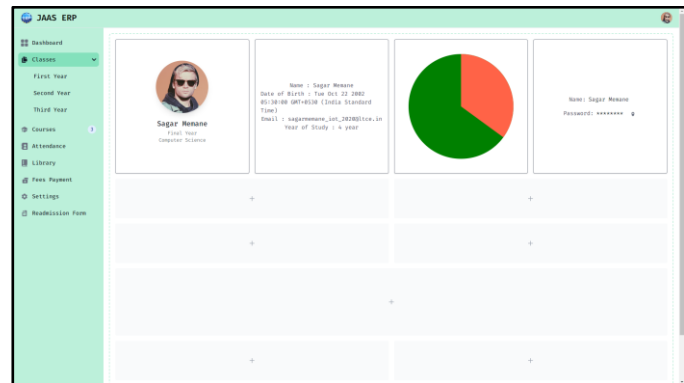 JAAS ERP
Dashboard
Classes
First Year
Second Year
Third Year
Courses
3
Attendance
Library
Fees Payment
Settings
Readmission Form
Sagar Memane
Final Year
Computer Science
Name : Sagar Memane
Date of Birth : Tue Oct 22 2002
05:30:00 GMT+0530 (India Standard
Time)
Email : sagarmemane_iot_2020@ltce.in
Year of Study : 4 year
Name: Sagar Memane
Password: ********
+ +
+ +
+
+ +